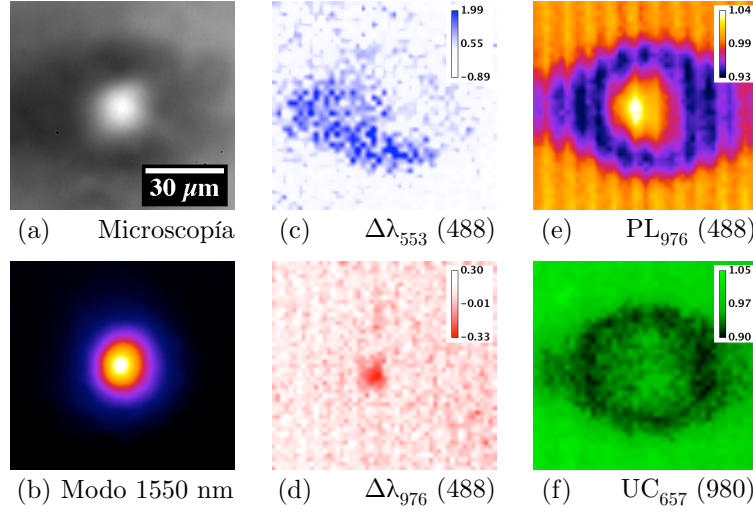 30 μm
(a) Microscopía
1.99
0.55
−0.89
(c) Δλ553 (488)
1.04
0.99
0.93
(e) PL976 (488)
(b) Modo 1550 nm
0.30
−0.01
−0.33
(d) Δλ976 (488)
1.05
0.97
0.90
(f) UC657 (980)